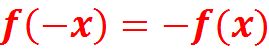 f(−x) = −f(x)